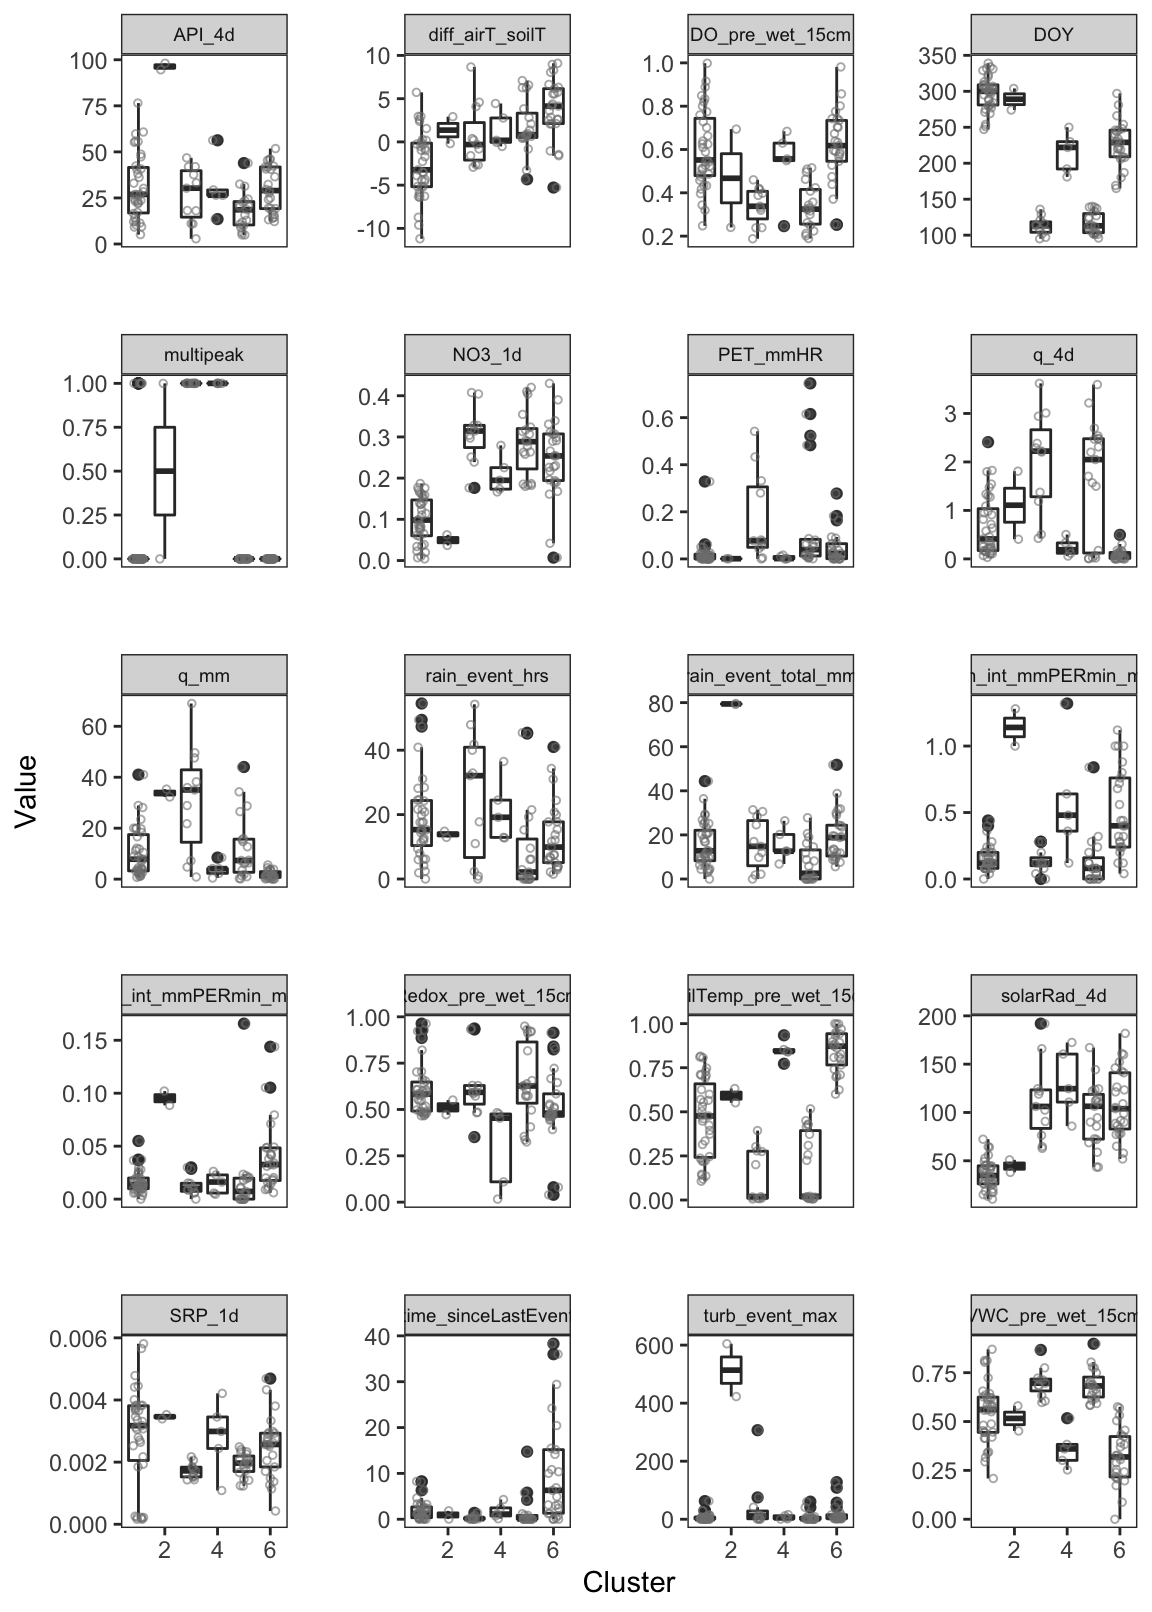 API_4d diff_airT_soilT DO_pre_wet_15cm DOY
100 75 50 25 0
10 5 0 -5 -10
1.0 0.8 0.6 0.4 0.2
350 300 250 200 150 100
multipeak NO3_1d PET_mmHR q_4d
1.00 0.75 0.50 0.25 0.00
0.4 0.3 0.2 0.1 0.0
0.6 0.4 0.2 0.0
3 2 1 0
q_mm rain_event_hrs ain_event_total_mm _int_mmPERmin_m
60 40 20 0
40 20 0
80 60 40 20 0
1.0 0.5 0.0
Value
_int_mmPERmin_m edox_pre_wet_15c ilTemp_pre_wet_15 solarRad_4d
0.15 0.10 0.05 0.00
1.00 0.75 0.50 0.25 0.00
1.00 0.75 0.50 0.25 0.00
200 150 100 50
SRP_1d ime_sinceLastEven turb_event_max VWC_pre_wet_15cm
0.006 0.004 0.002 0.000
40 30 20 10 0
600 400 200 0
0.75 0.50 0.25 0.00
2 4 6
2 4 6
2 4 6
2 4 6
Cluster